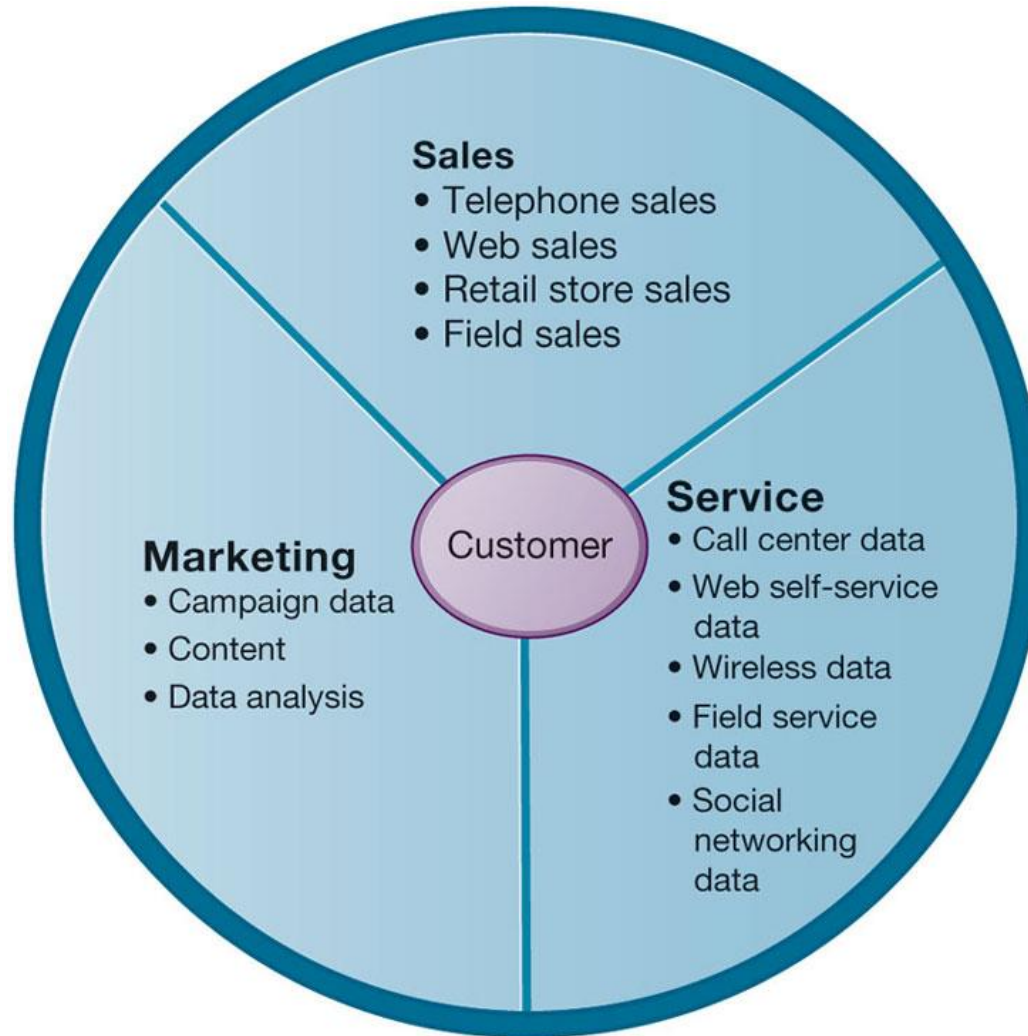 Sales
• Telephone sales
• Web sales
• Retail store sales
• Field sales
Customer
Marketing
• Campaign data
• Content
• Data analysis
Service
• Call center data
• Web self-service
data
• Wireless data
• Field service
data
• Social
networking
data